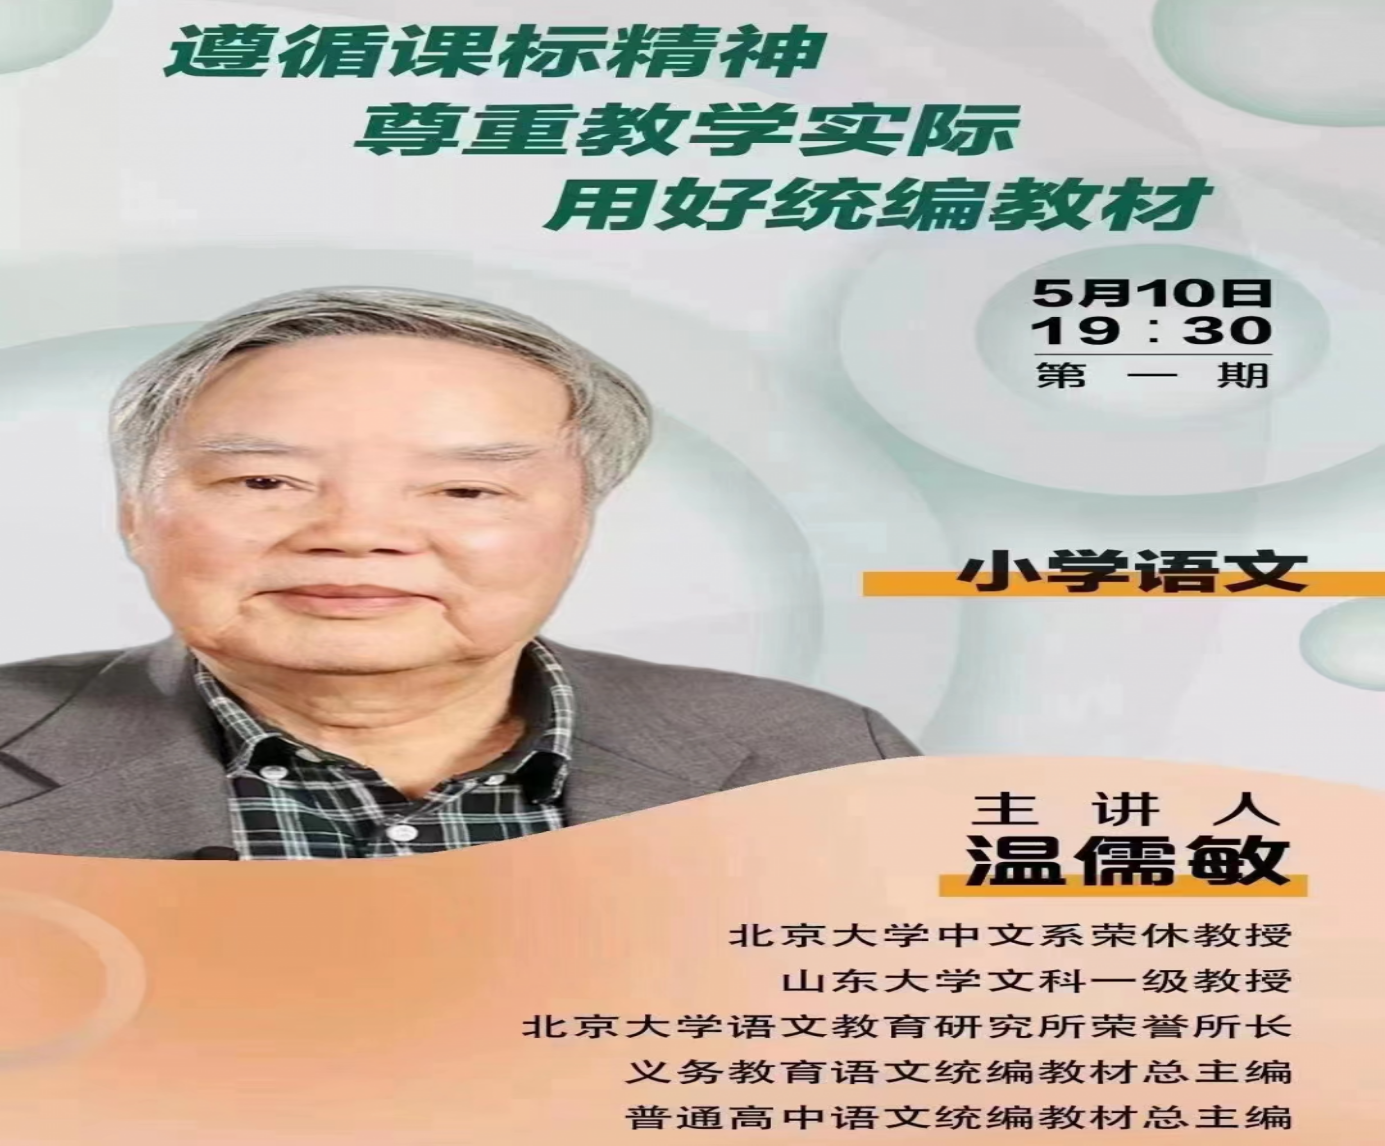 遵循课标精神
尊重教学实际
用好统编教材
5月10日
19:30
第一期
小学语文
主讲人
温儒敏
北京大学中文系荣休教授
山东大学文科一级教授
北京大学语文教育研究所荣誉所长
义务教育语文统编教材总主编
普通高中语文统编教材总主编